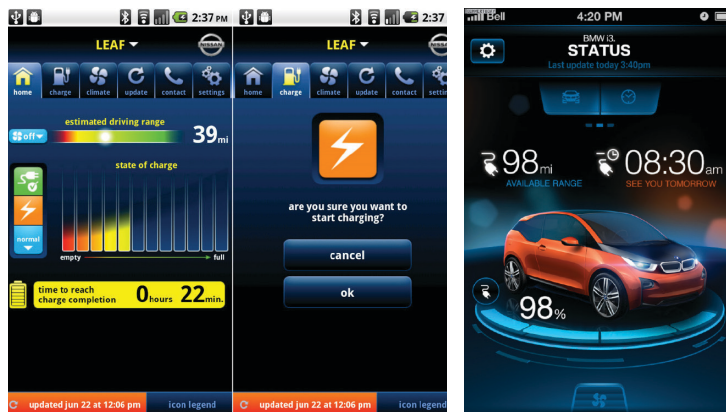 2:37 PM
LEAF
NISSAN
home
charge
climate
update
contact
settings
estimated driving range
off
39mi
state of charge
normal
empty
full
time to reach
charge completion
0hours 22min.
updated jun 22 at 12:06 pm
icon legend
2:37
LEAF
home
charge
climate
update
contact
settin
are you sure you want to
start charging?
cancel
ok
updated jun 22 at 12:06 pm
icon legend
Bell
4:20 PM
BMW i3.
STATUS
Last update today 3:40pm
98mi
AVAILABLE RANGE
08:30am
SEE YOU TOMORROW
98%